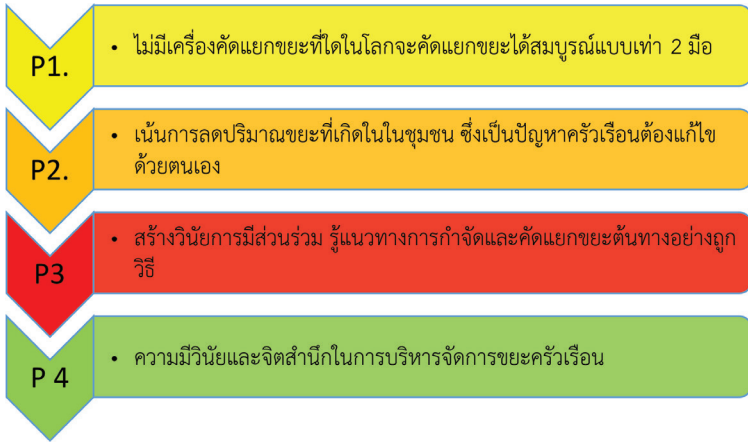 P1.
• ไม่มีเครื่องคัดแยกขยะที่ใดในโลกจะคัดแยกขยะได้สมบูรณ์แบบเท่า 2 มือ
P2.
• เน้นการลดปริมาณขยะที่เกิดในในชุมชน ซึ่งเป็นปัญหาครัวเรือนต้องแก้ไข
ด้วยตนเอง
P3
• สร้างวินัยการมีส่วนร่วม รู้แนวทางการกำจัดและคัดแยกขยะต้นทางอย่างถูก
วิธี
P 4
• ความมีวินัยและจิตสำนึกในการบริหารจัดการขยะครัวเรือน